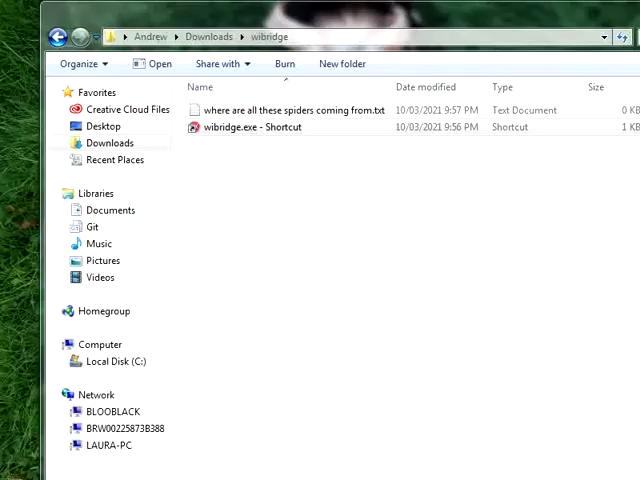 Andrew Downloads wibridge
Organize Open Share with Burn New folder
Name Date modified Type Size
where are all these spiders coming from.txt 10/03/2021 9:57 PM Text Document 0 KB
wibridge.exe - Shortcut 10/03/2021 9:56 PM Shortcut 1 KB
Favorites
Creative Cloud Files
Desktop
Downloads
Recent Places
Libraries
Documents
Git
Music
Pictures
Videos
Homegroup
Computer
Local Disk (C:)
Network
BLOOBLACK
BRW00225873B388
LAURA-PC